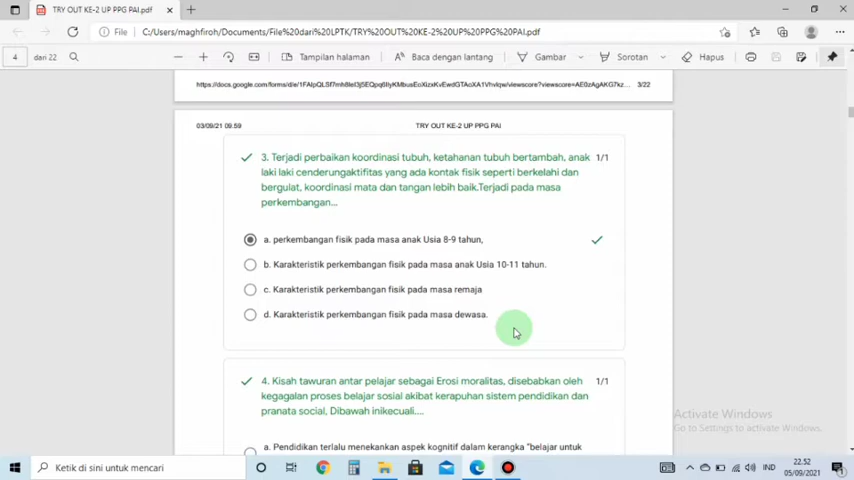 TRY OUT KE-2 UP PPG PAI.pdf
File
C:/Users/maghfiroh/Documents/File%20dari%20LPTK/TRY%20OUT%20KE-2%20UP%20PPG%20PAI.pdf
4 dari 22
Tampilan halaman
Baca dengan lantang
Gambar
Sorotan
Hapus
3/22
03/09/21 09.59 TRY OUT KE-2 UP PPG PAI
3. Terjadi perbaikan koordinasi tubuh, ketahanan tubuh bertambah, anak 1/1
laki laki cenderungaktifitas yang ada kontak fisik seperti berkelahi dan
bergulat, koordinasi mata dan tangan lebih baik.Terjadi pada masa
perkembangan...
a. perkembangan fisik pada masa anak Usia 8-9 tahun,
b. Karakteristik perkembangan fisik pada masa anak Usia 10-11 tahun.
c. Karakteristik perkembangan fisik pada masa remaja
d. Karakteristik perkembangan fisik pada masa dewasa.
4. Kisah tawuran antar pelajar sebagai Erosi moralitas, disebabkan oleh 1/1
kegagalan proses belajar sosial akibat kerapuhan sistem pendidikan dan
pranata social, Dibawah inikecuali....
a. Pendidikan terlalu menekankan aspek kognitif dalam kerangka "belajar untuk
Activate Windows
Go to Settings to activate Windows.
Ketik di sini untuk mencari
IND
22.52
05/09/2021